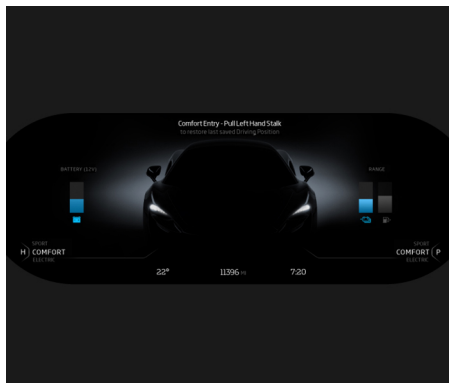 Comfort Entry - Pull Left Hand Stalk
to restore last saved Driving Position
BATTERY (12V)
RANGE
SPORT
H) COMFORT
ELECTRIC
SPORT
COMFORT (P
ELECTRIC
22°
11396 MI
7:20